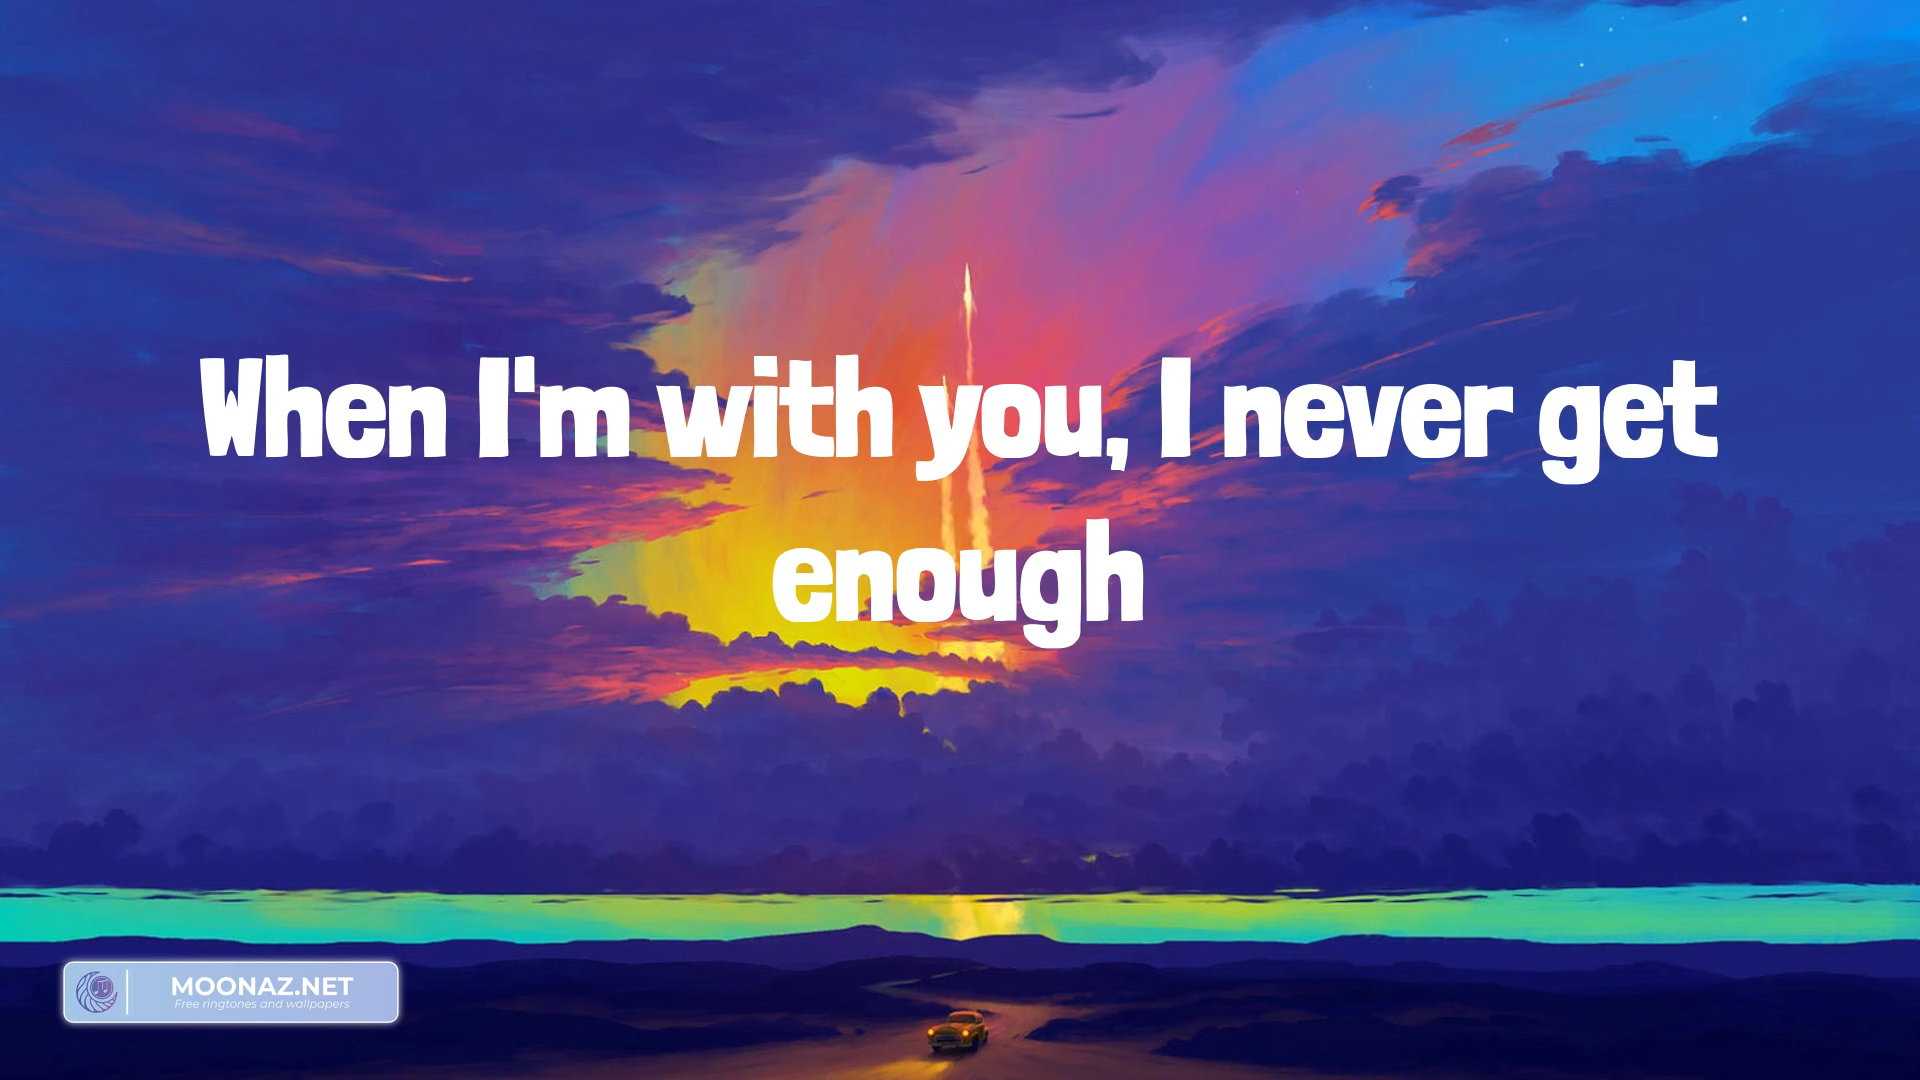 When I'm with you, I never get
enough
MOONAZ.NET
Free ringtones and wallpapers